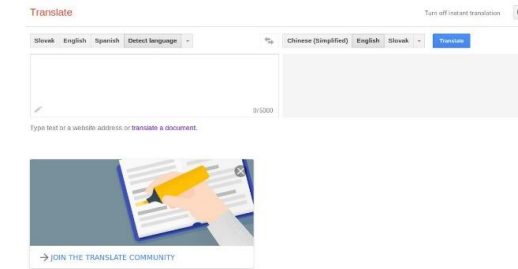 Translate
Turn off instant translation
Slovak English Spanish Detect language
Chinese (Simplified) English Slovak Translate
0/5000
Type text or a website address or translate a document.
→ JOIN THE TRANSLATE COMMUNITY